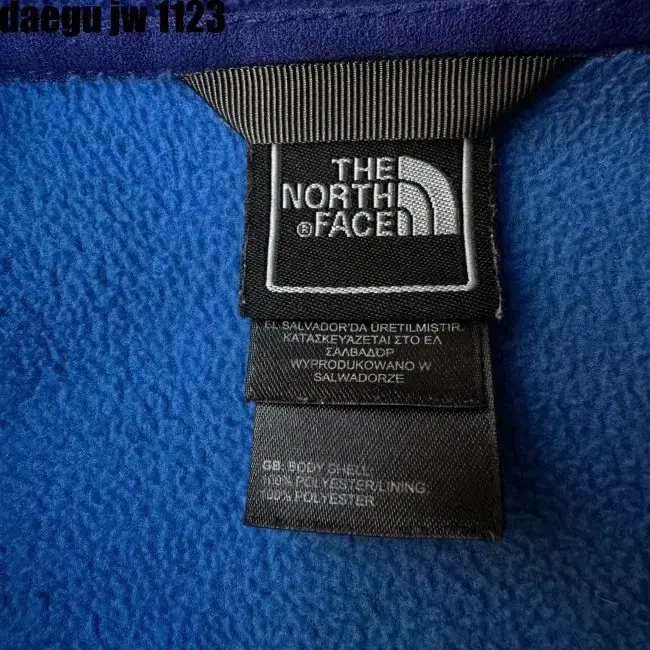 daegu jw 1123
THE
NORTH
®FACE
EL SALVADOR'DA ÜRETILMISTIR.
ΚΑΤΑΣΚΕΥΑΖΕΤΑΙ ΣΤΟ ΕΛ
ΣΑΛΒΑΔΟΡ
WYPRODUKOWANO W
SALWADORZE
GB: BODY SHELL
100% POLYESTER/LINING
100% POLYESTER